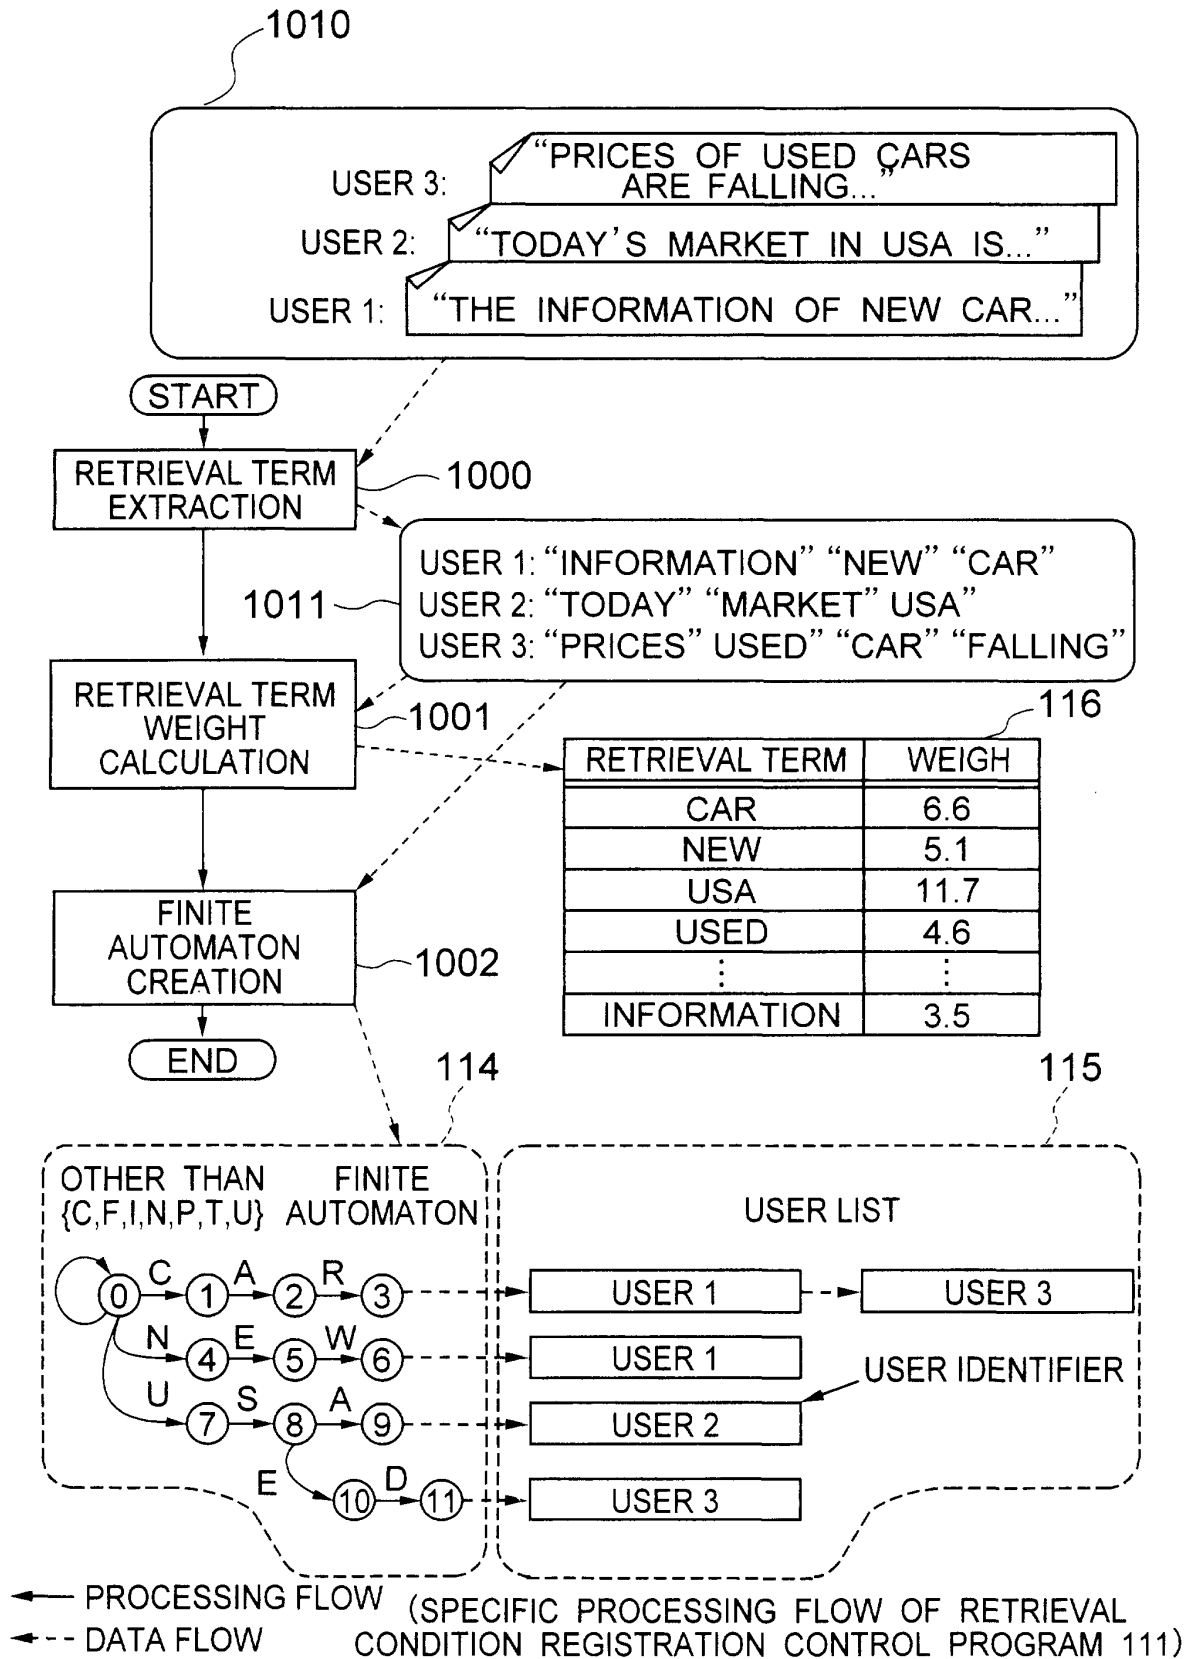 1010
USER 3: “PRICES OF USED CARS
ARE FALLING...”
USER 2: “TODAY'S MARKET IN USA IS...”
USER 1: “THE INFORMATION OF NEW CAR...”
START
RETRIEVAL TERM
EXTRACTION
1000
USER 1: “INFORMATION” “NEW” “CAR”
USER 2: “TODAY” “MARKET” USA”
USER 3: “PRICES” USED” “CAR” “FALLING”
1011
RETRIEVAL TERM
WEIGHT
CALCULATION
1001
116
RETRIEVAL TERM WEIGH
CAR 6.6
NEW 5.1
USA 11.7
USED 4.6
⋮ ⋮
INFORMATION 3.5
FINITE
AUTOMATON
CREATION
1002
END
114
115
OTHER THAN
{C,F,I,N,P,T,U}
FINITE
AUTOMATON
USER LIST
0 C 1 A 2 R 3 USER 1 USER 3
N 4 E 5 W 6 USER 1
USER IDENTIFIER
U 7 S 8 A 9 USER 2
E 10 D 11 USER 3
PROCESSING FLOW
DATA FLOW
(SPECIFIC PROCESSING FLOW OF RETRIEVAL
CONDITION REGISTRATION CONTROL PROGRAM 111)